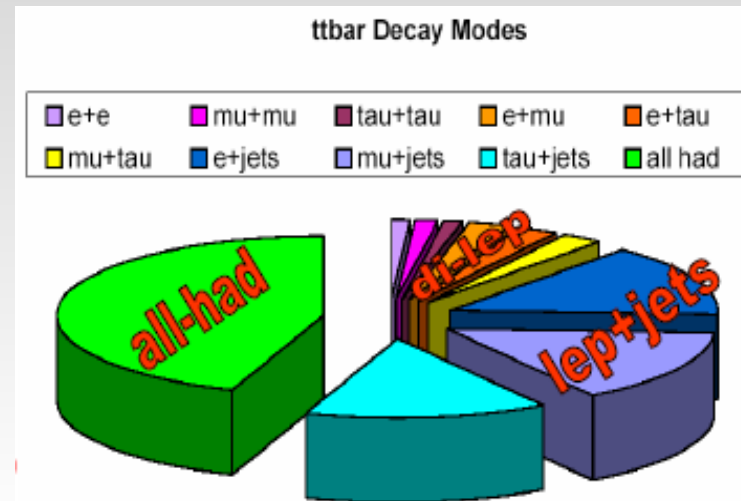 ttbar Decay Modes
e+e mu+mu tau+tau e+mu e+tau
mu+tau e+jets mu+jets tau+jets all had
all-had
di-lep
lep+jets